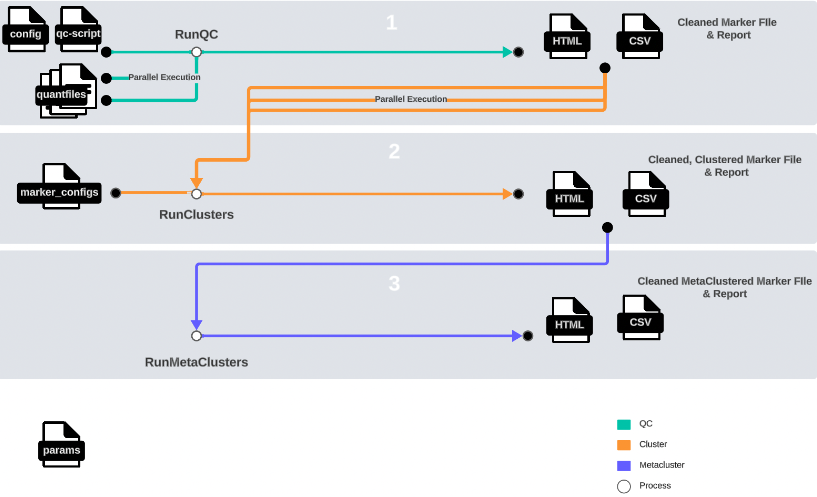 config
qc-script
RunQC
1
HTML
CSV
Cleaned Marker FIle
& Report
Parallel Execution
quantfiles
Parallel Execution
2
Cleaned, Clustered Marker File
& Report
marker_configs
RunClusters
HTML
CSV
3
Cleaned MetaClustered Marker FIle
& Report
HTML
CSV
RunMetaClusters
params
QC
Cluster
Metacluster
Process